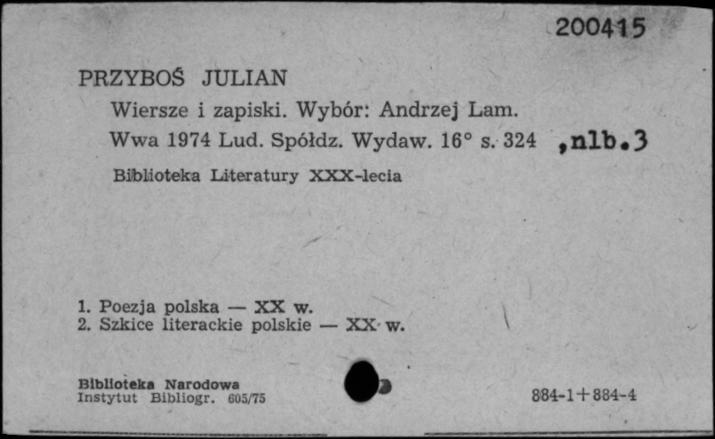 200415
PRZYBOŚ JULIAN
Wiersze i zapiski. Wybór: Andrzej Lam.
Wwa 1974 Lud. Spółdz. Wydaw. 16° s. 324 , nlb. 3
Biblioteka Literatury XXX-lecia
1. Poezja polska — XX w.
2. Szkice literackie polskie — XX w.
Biblioteka Narodowa
Instytut Bibliogr. 605/75
884-1+884-4